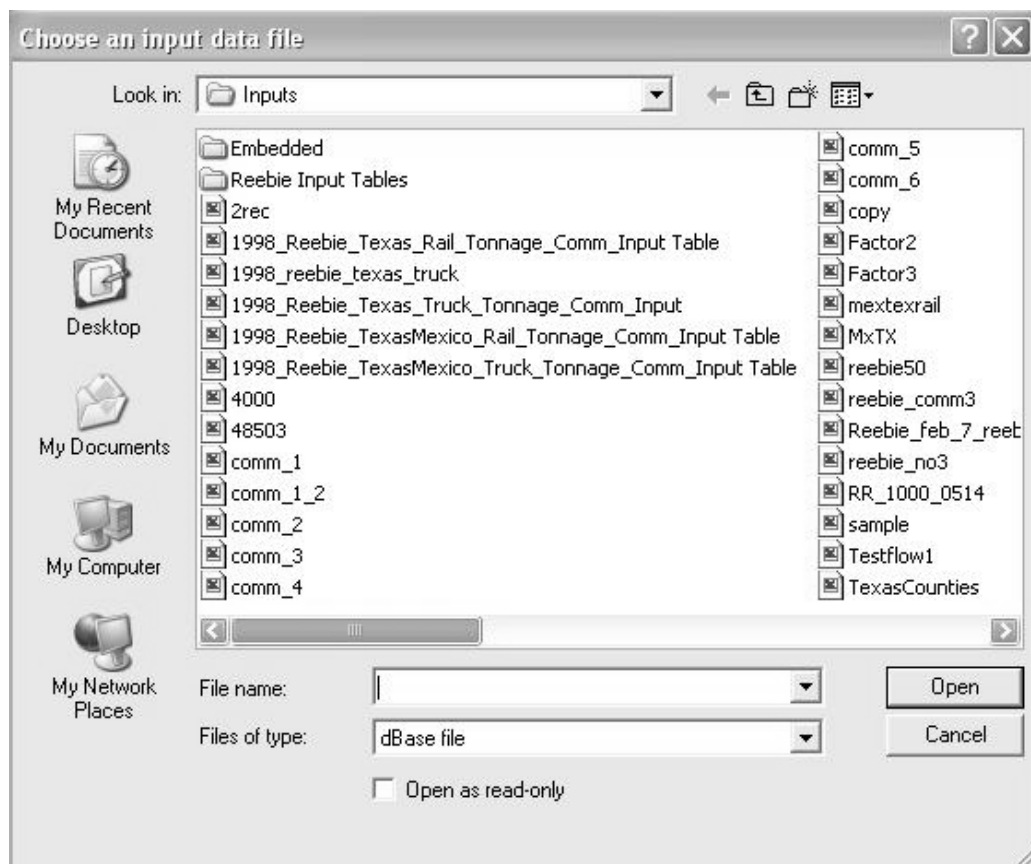 Choose an input data file
Look in: Inputs
My Recent
Documents
Desktop
My Documents
My Computer
My Network
Places
Embedded
Reebie Input Tables
2rec
1998_Reebie_Texas_Rail_Tonnage_Comm_Input Table
1998_reebie_texas_truck
1998_Reebie_Texas_Truck_Tonnage_Comm_Input
1998_Reebie_TexasMexico_Rail_Tonnage_Comm_Input Table
1998_Reebie_TexasMexico_Truck_Tonnage_Comm_Input Table
4000
48503
comm_1
comm_1_2
comm_2
comm_3
comm_4
comm_5
comm_6
copy
Factor2
Factor3
mextexrail
MxTX
reebie50
reebie_comm3
Reebie_feb_7_reeb
reebie_no3
RR_1000_0514
sample
Testflow1
TexasCounties
File name:
Open
Files of type: dBase file
Cancel
Open as read-only